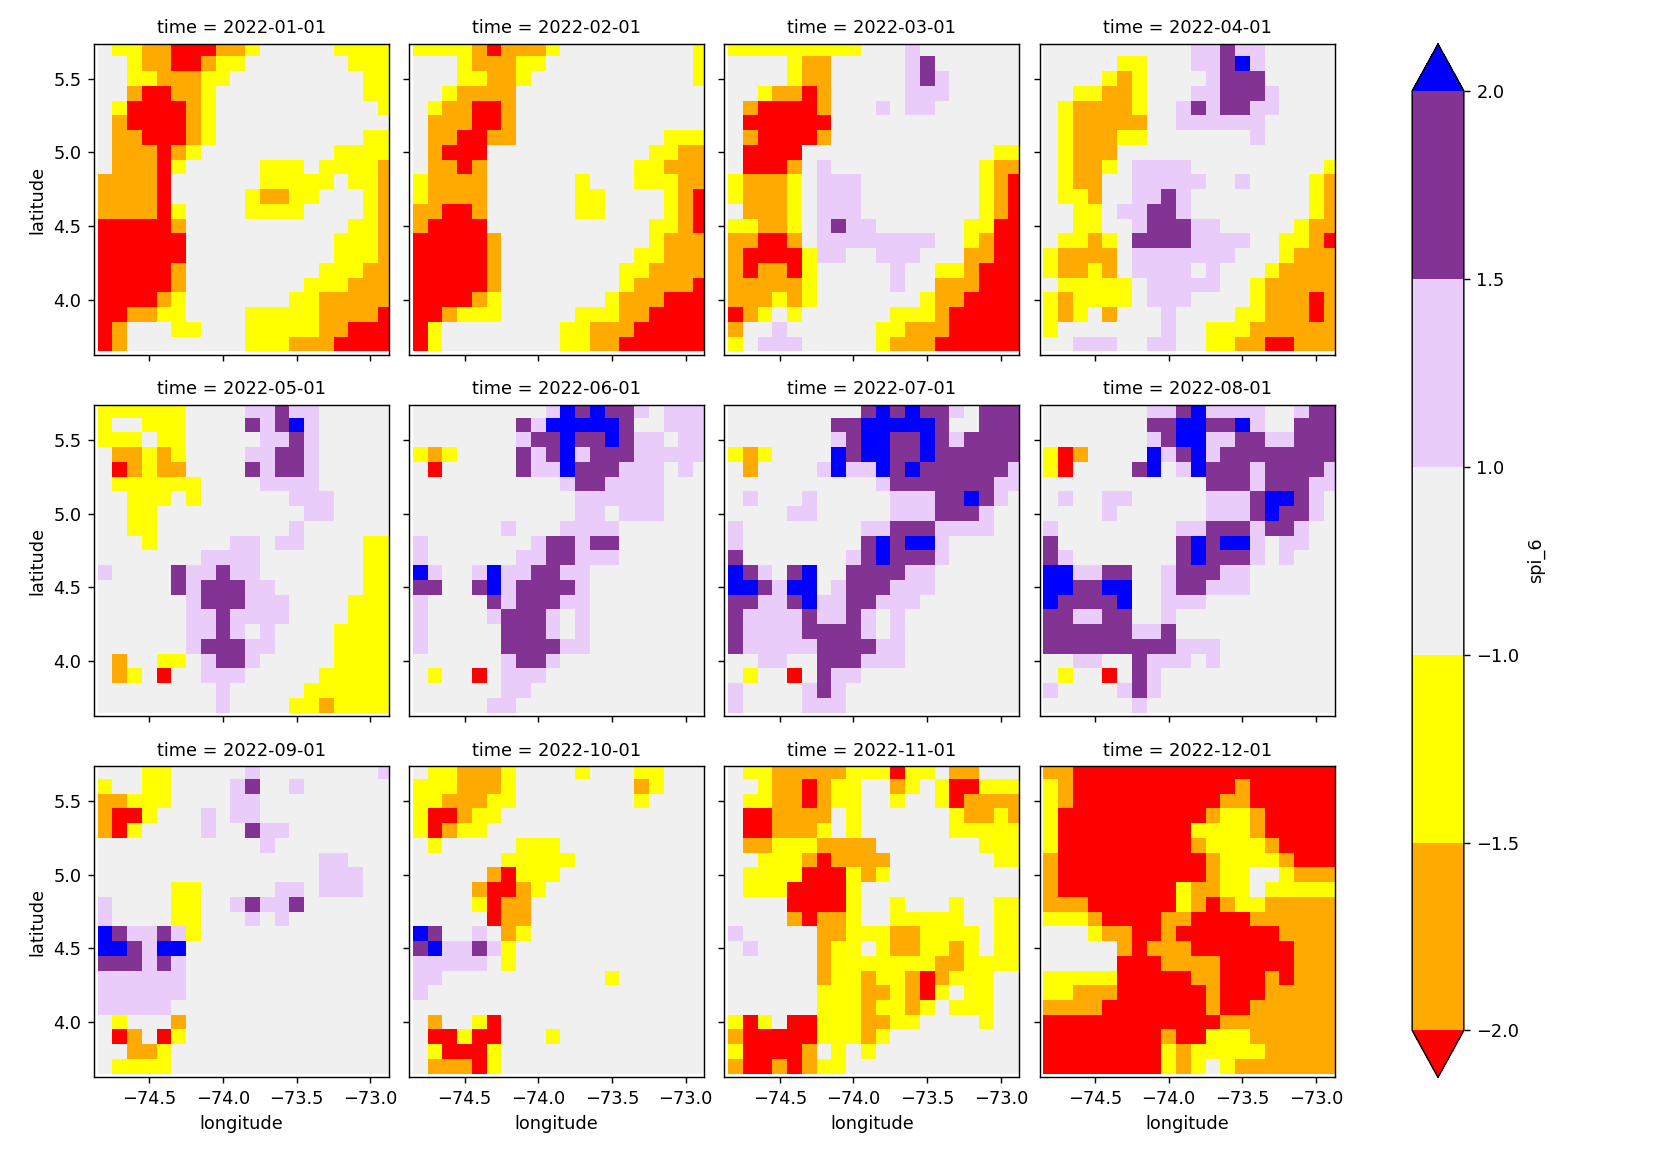 time = 2022-01-01
time = 2022-02-01
time = 2022-03-01
time = 2022-04-01
latitude
5.5
5.0
4.5
4.0
time = 2022-05-01
time = 2022-06-01
time = 2022-07-01
time = 2022-08-01
latitude
5.5
5.0
4.5
4.0
time = 2022-09-01
time = 2022-10-01
time = 2022-11-01
time = 2022-12-01
latitude
5.5
5.0
4.5
4.0
−74.5 −74.0 −73.5 −73.0
longitude
−74.5 −74.0 −73.5 −73.0
longitude
−74.5 −74.0 −73.5 −73.0
longitude
−74.5 −74.0 −73.5 −73.0
longitude
2.0
1.5
1.0
−1.0
−1.5
−2.0
spi_6